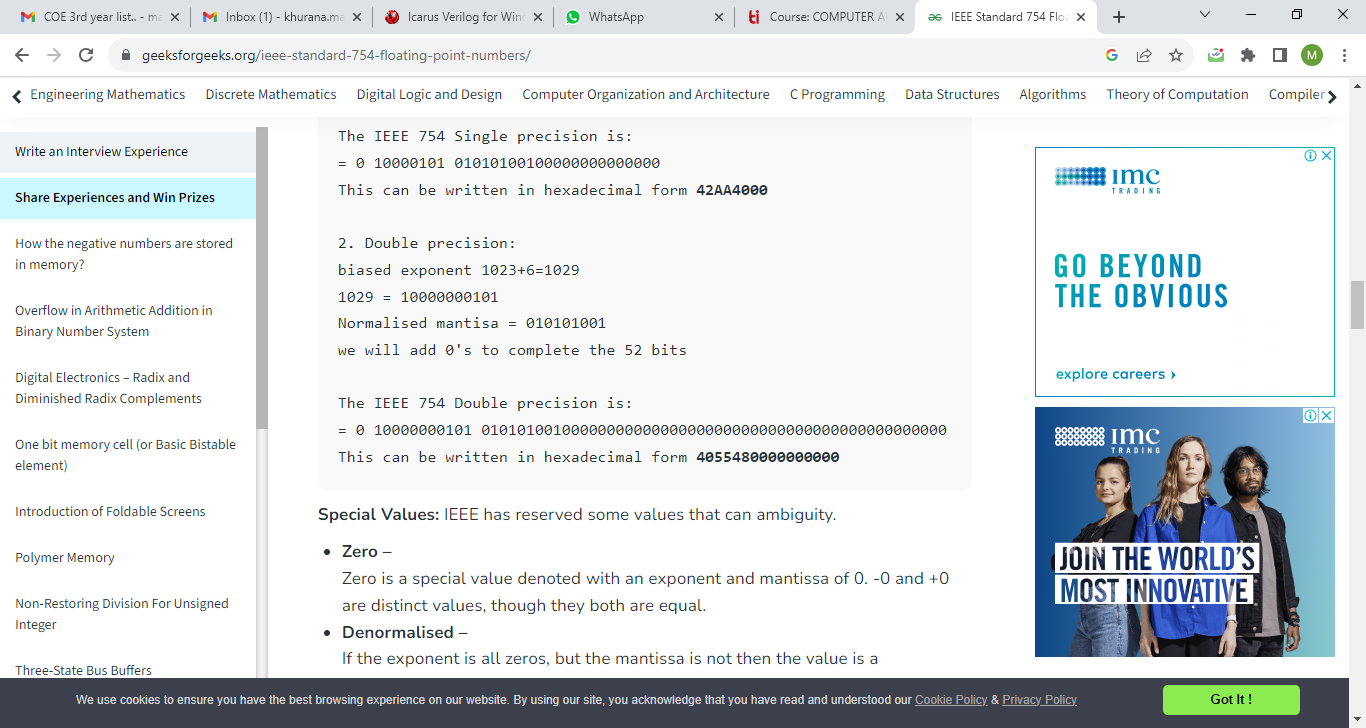 COE 3rd year list.. - ma
Inbox (1) - khurana.ma
Icarus Verilog for Wind
WhatsApp
Course: COMPUTER A
IEEE Standard 754 Floa
geeksforgeeks.org/ieee-standard-754-floating-point-numbers/
M
Engineering Mathematics Discrete Mathematics Digital Logic and Design Computer Organization and Architecture C Programming Data Structures Algorithms Theory of Computation Compiler
Write an Interview Experience
Share Experiences and Win Prizes
How the negative numbers are stored
in memory?
Overflow in Arithmetic Addition in
Binary Number System
Digital Electronics – Radix and
Diminished Radix Complements
One bit memory cell (or Basic Bistable
element)
Introduction of Foldable Screens
Polymer Memory
Non-Restoring Division For Unsigned
Integer
Three-State Bus Buffers
The IEEE 754 Single precision is:
= 0 10000101 01010100100000000000000
This can be written in hexadecimal form 42AA4000
2. Double precision:
biased exponent 1023+6=1029
1029 = 10000000101
Normalised mantisa = 010101001
we will add 0's to complete the 52 bits
The IEEE 754 Double precision is:
= 0 10000000101 0101010010000000000000000000000000000000000000000000
This can be written in hexadecimal form 4055480000000000
Special Values: IEEE has reserved some values that can ambiguity.
• Zero –
Zero is a special value denoted with an exponent and mantissa of 0. -0 and +0
are distinct values, though they both are equal.
• Denormalised –
If the exponent is all zeros, but the mantissa is not then the value is a
imc
TRADING
GO BEYOND
THE OBVIOUS
explore careers ›
imc
TRADING
JOIN THE WORLD'S
MOST INNOVATIVE
We use cookies to ensure you have the best browsing experience on our website. By using our site, you acknowledge that you have read and understood our Cookie Policy & Privacy Policy
Got It !